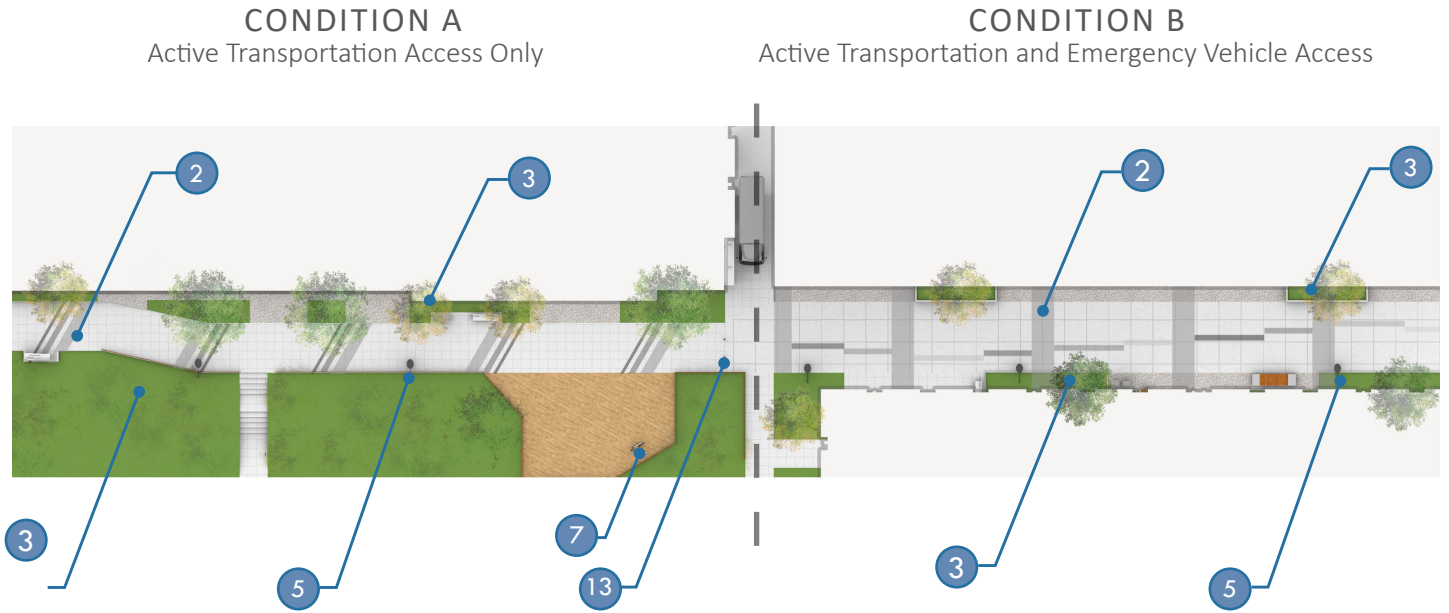 CONDITION A
Active Transportation Access Only
CONDITION B
Active Transportation and Emergency Vehicle Access
2
3
2
3
3
5
7
13
3
5